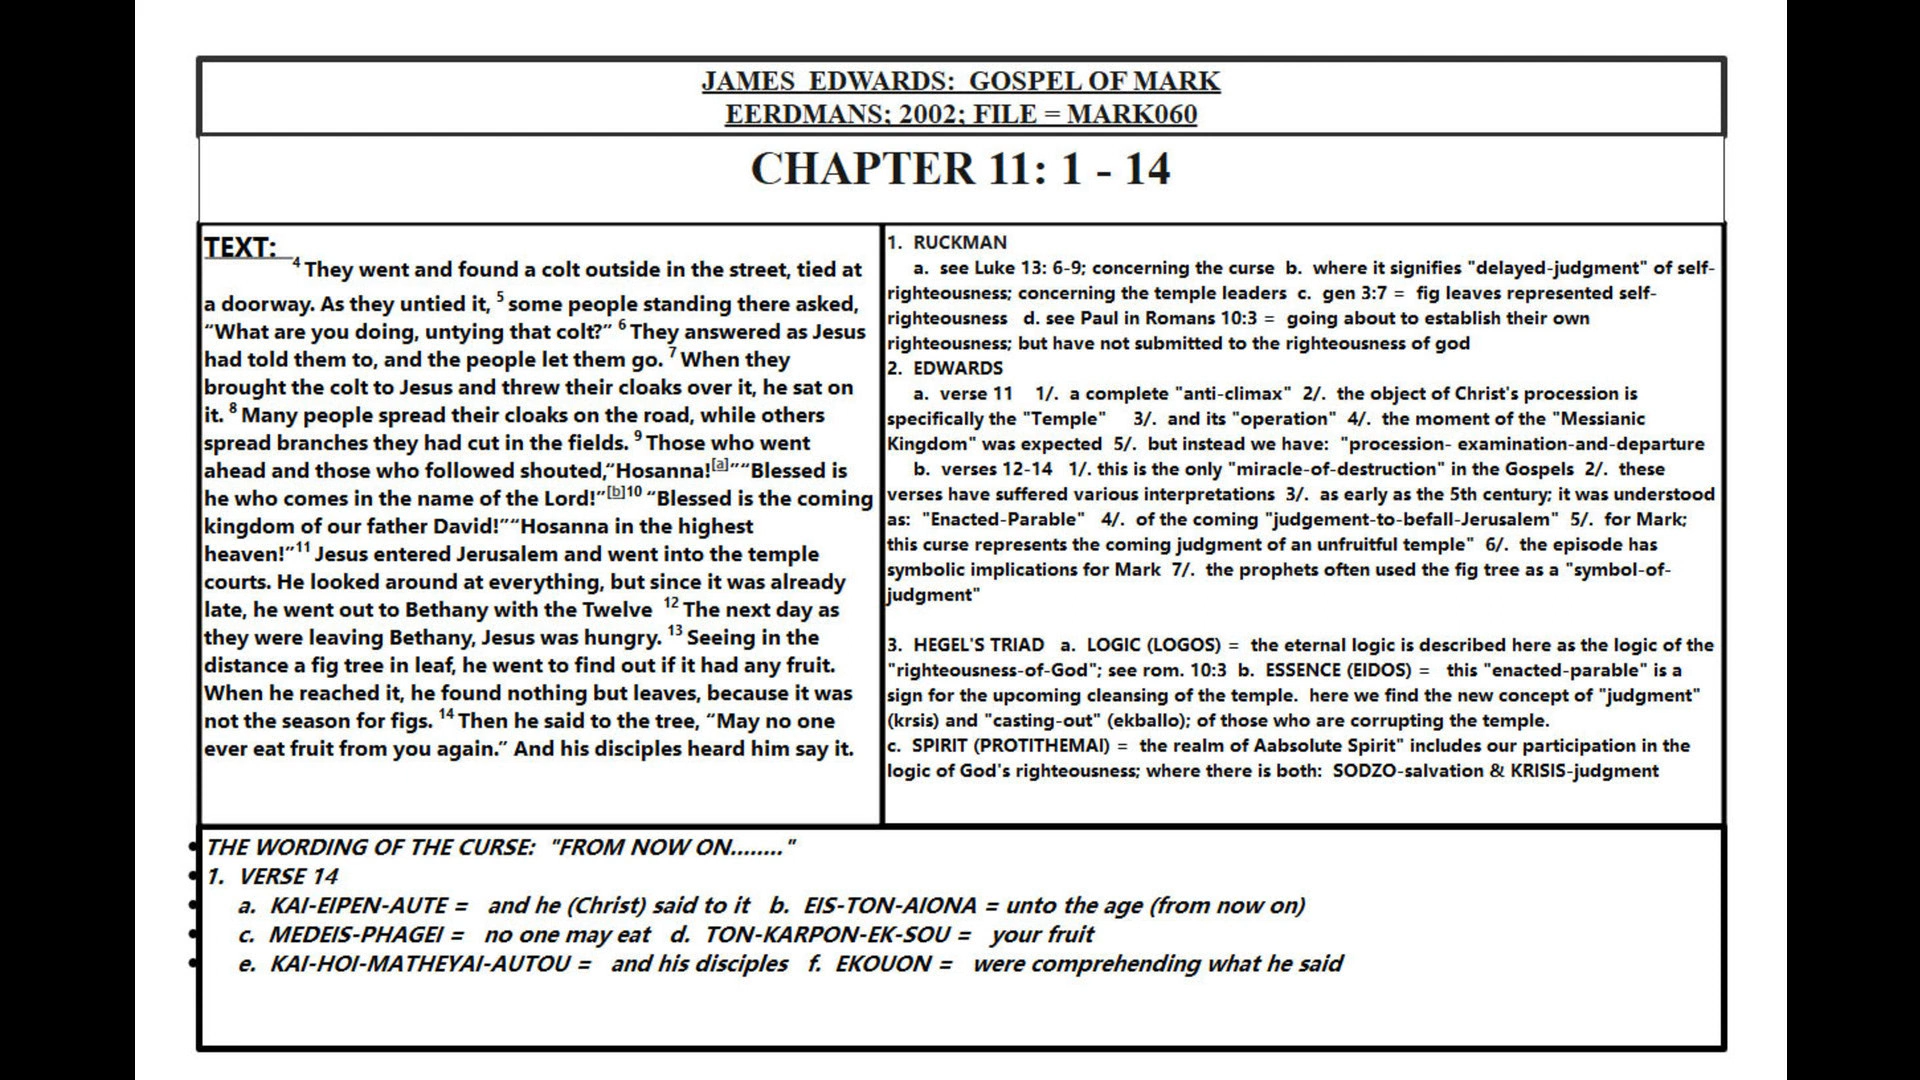 JAMES EDWARDS: GOSPEL OF MARK
EERDMANS; 2002; FILE = MARK060
CHAPTER 11: 1 - 14
TEXT:
4 They went and found a colt outside in the street, tied at
a doorway. As they untied it, 5 some people standing there asked,
“What are you doing, untying that colt?” 6 They answered as Jesus
had told them to, and the people let them go. 7 When they
brought the colt to Jesus and threw their cloaks over it, he sat on
it. 8 Many people spread their cloaks on the road, while others
spread branches they had cut in the fields. 9 Those who went
ahead and those who followed shouted,“Hosanna![a]”“Blessed is
he who comes in the name of the Lord!”[b]10 “Blessed is the coming
kingdom of our father David!”“Hosanna in the highest
heaven!”11 Jesus entered Jerusalem and went into the temple
courts. He looked around at everything, but since it was already
late, he went out to Bethany with the Twelve 12 The next day as
they were leaving Bethany, Jesus was hungry. 13 Seeing in the
distance a fig tree in leaf, he went to find out if it had any fruit.
When he reached it, he found nothing but leaves, because it was
not the season for figs. 14 Then he said to the tree, “May no one
ever eat fruit from you again.” And his disciples heard him say it.
1. RUCKMAN
a. see Luke 13: 6-9; concerning the curse b. where it signifies "delayed-judgment" of self-
righteousness; concerning the temple leaders c. gen 3:7 = fig leaves represented self-
righteousness d. see Paul in Romans 10:3 = going about to establish their own
righteousness; but have not submitted to the righteousness of god
2. EDWARDS
a. verse 11 1/. a complete "anti-climax" 2/. the object of Christ's procession is
specifically the "Temple" 3/. and its "operation" 4/. the moment of the "Messianic
Kingdom" was expected 5/. but instead we have: "procession- examination-and-departure
b. verses 12-14 1/. this is the only "miracle-of-destruction" in the Gospels 2/. these
verses have suffered various interpretations 3/. as early as the 5th century; it was understood
as: "Enacted-Parable" 4/. of the coming "judgement-to-befall-Jerusalem" 5/. for Mark;
this curse represents the coming judgment of an unfruitful temple" 6/. the episode has
symbolic implications for Mark 7/. the prophets often used the fig tree as a "symbol-of-
judgment"
3. HEGEL'S TRIAD a. LOGIC (LOGOS) = the eternal logic is described here as the logic of the
"righteousness-of-God"; see rom. 10:3 b. ESSENCE (EIDOS) = this "enacted-parable" is a
sign for the upcoming cleansing of the temple. here we find the new concept of "judgment"
(krsis) and "casting-out" (ekballo); of those who are corrupting the temple.
c. SPIRIT (PROTITHEMAI) = the realm of Aabsolute Spirit" includes our participation in the
logic of God's righteousness; where there is both: SODZO-salvation & KRISIS-judgment
• THE WORDING OF THE CURSE: "FROM NOW ON........"
• 1. VERSE 14
• a. KAI-EIPEN-AUTE = and he (Christ) said to it b. EIS-TON-AIONA = unto the age (from now on)
• c. MEDEIS-PHAGEI = no one may eat d. TON-KARPON-EK-SOU = your fruit
• e. KAI-HOI-MATHEYAI-AUTOU = and his disciples f. EKOUON = were comprehending what he said